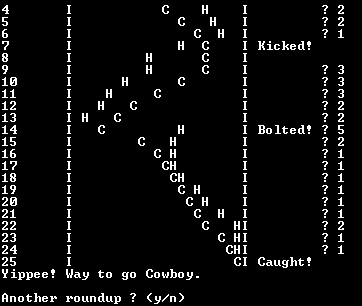 4 I C H I ? 2
5 I C H I ? 2
6 I C H I ? 1
7 I H C I Kicked!
8 I H C I
9 I H C I ? 3
10 I H C I ? 3
11 I H C I ? 3
12 I H C I ? 2
13 I H C I ? 2
14 I C H I Bolted! ? 5
15 I C H I ? 2
16 I C H I ? 1
17 I CH I ? 1
18 I CH I ? 1
19 I C H I ? 1
20 I C H I ? 1
21 I C H I ? 1
22 I C HI ? 2
23 I C HI ? 1
24 I CHI ? 1
25 I CI Caught!
Yippee! Way to go Cowboy.
Another roundup ? (y/n)